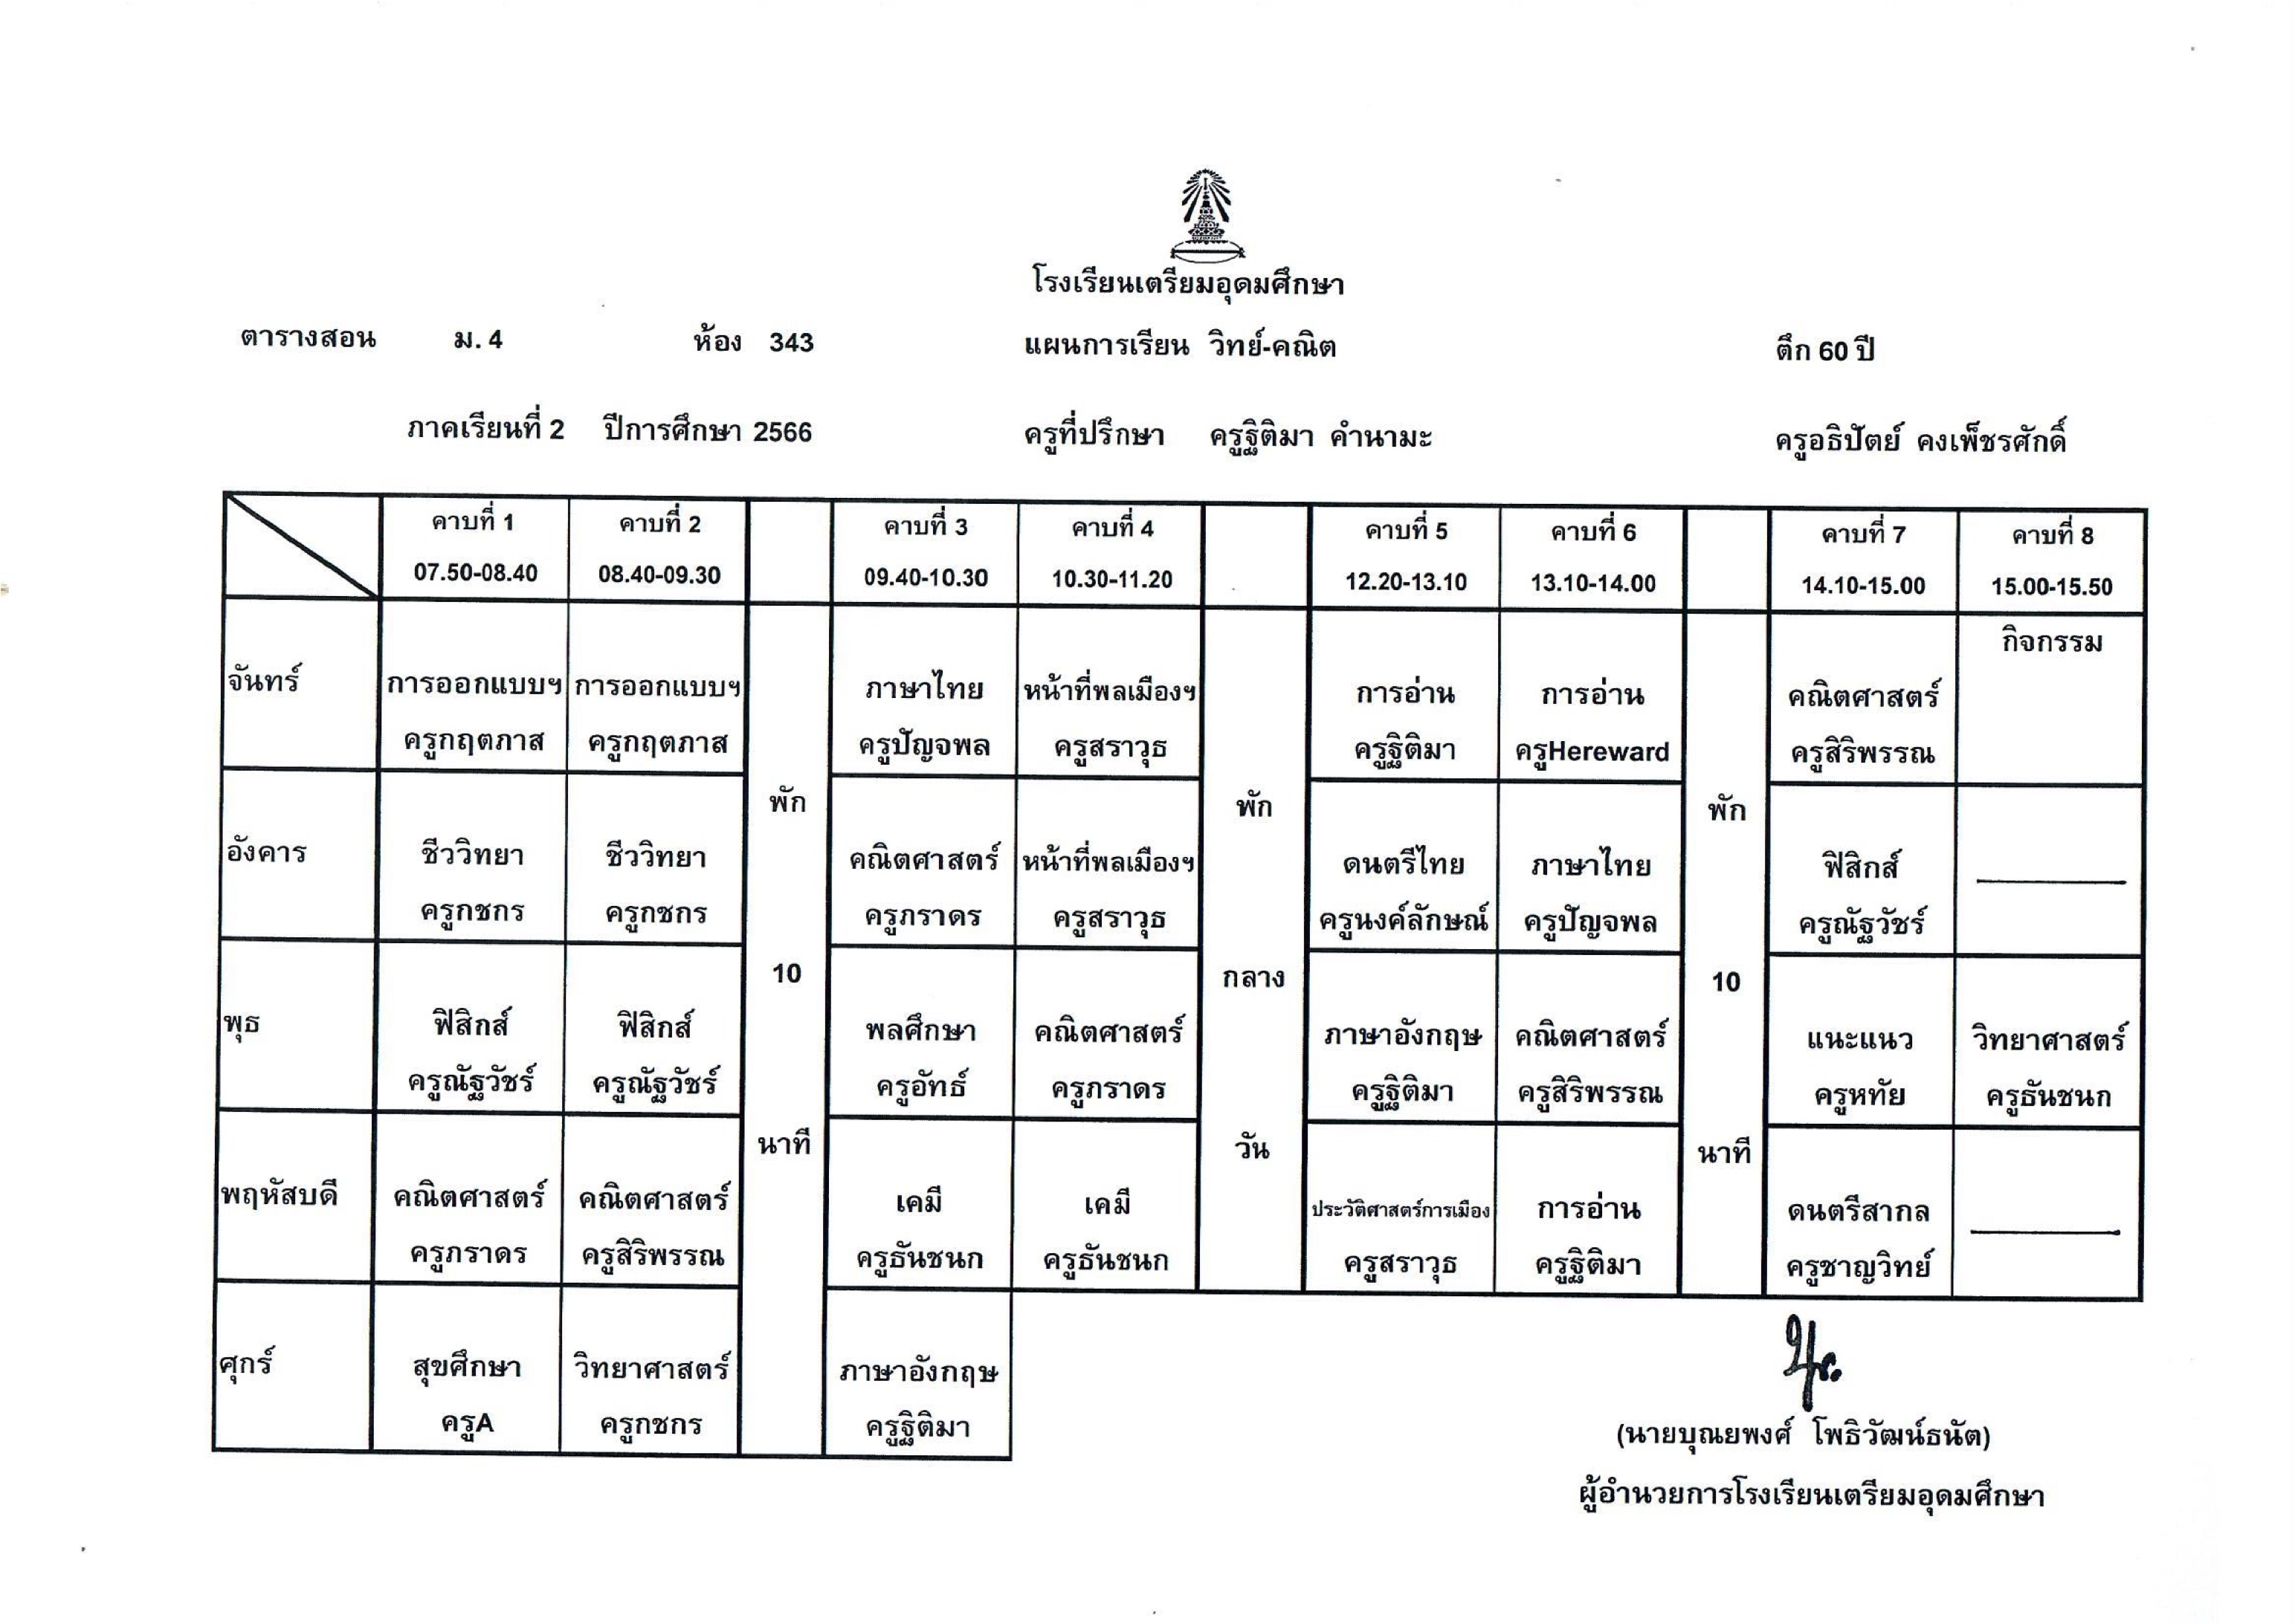 โรงเรียนเตรียมอุดมศึกษา
ตารางสอน ม. 4 ห้อง 343 แผนการเรียน วิทย์-คณิต ตึก 60 ปี
ภาคเรียนที่ 2 ปีการศึกษา 2566 ครูที่ปรึกษา ครูฐิติมา คำนามะ ครูอธิปัตย์ คงเพ็ชรศักดิ์
คาบที่ 1 คาบที่ 2 คาบที่ 3 คาบที่ 4 คาบที่ 5 คาบที่ 6 คาบที่ 7 คาบที่ 8
07.50-08.40 08.40-09.30 09.40-10.30 10.30-11.20 12.20-13.10 13.10-14.00 14.10-15.00 15.00-15.50
จันทร์ การออกแบบฯ การออกแบบฯ ภาษาไทย หน้าที่พลเมืองฯ การอ่าน การอ่าน คณิตศาสตร์ กิจกรรม
ครูกฤตภาส ครูกฤตภาส ครูปัญจพล ครูสราวุธ ครูฐิติมา ครูHereward ครูสิริพรรณ
พัก พัก พัก
อังคาร ชีววิทยา ชีววิทยา คณิตศาสตร์ หน้าที่พลเมืองฯ ดนตรีไทย ภาษาไทย ฟิสิกส์
ครูกชกร ครูกชกร ครูภราดร ครูสราวุธ ครูนงค์ลักษณ์ ครูปัญจพล ครูณัฐวัชร์
10 กลาง 10
พุธ ฟิสิกส์ ฟิสิกส์ พลศึกษา คณิตศาสตร์ ภาษาอังกฤษ คณิตศาสตร์ แนะแนว วิทยาศาสตร์
ครูณัฐวัชร์ ครูณัฐวัชร์ ครูอัทธ์ ครูภราดร ครูฐิติมา ครูสิริพรรณ ครูหทัย ครูธันชนก
นาที วัน นาที
พฤหัสบดี คณิตศาสตร์ คณิตศาสตร์ เคมี เคมี ประวัติศาสตร์การเมือง การอ่าน ดนตรีสากล
ครูภราดร ครูสิริพรรณ ครูธันชนก ครูธันชนก ครูสราวุธ ครูฐิติมา ครูชาญวิทย์
ศุกร์ สุขศึกษา วิทยาศาสตร์ ภาษาอังกฤษ
ครูA ครูกชกร ครูฐิติมา
(นายบุณยพงศ์ โพธิวัฒน์ธนัต)
ผู้อำนวยการโรงเรียนเตรียมอุดมศึกษา